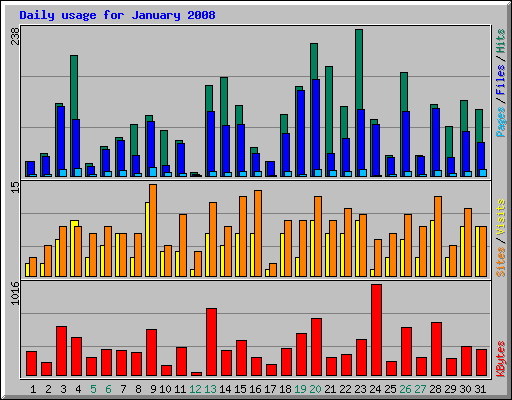 Daily usage for January 2008
238
Pages / Files / Hits
15
Sites / Visits
1016
KBytes
1 2 3 4 5 6 7 8 9 10 11 12 13 14 15 16 17 18 19 20 21 22 23 24 25 26 27 28 29 30 31